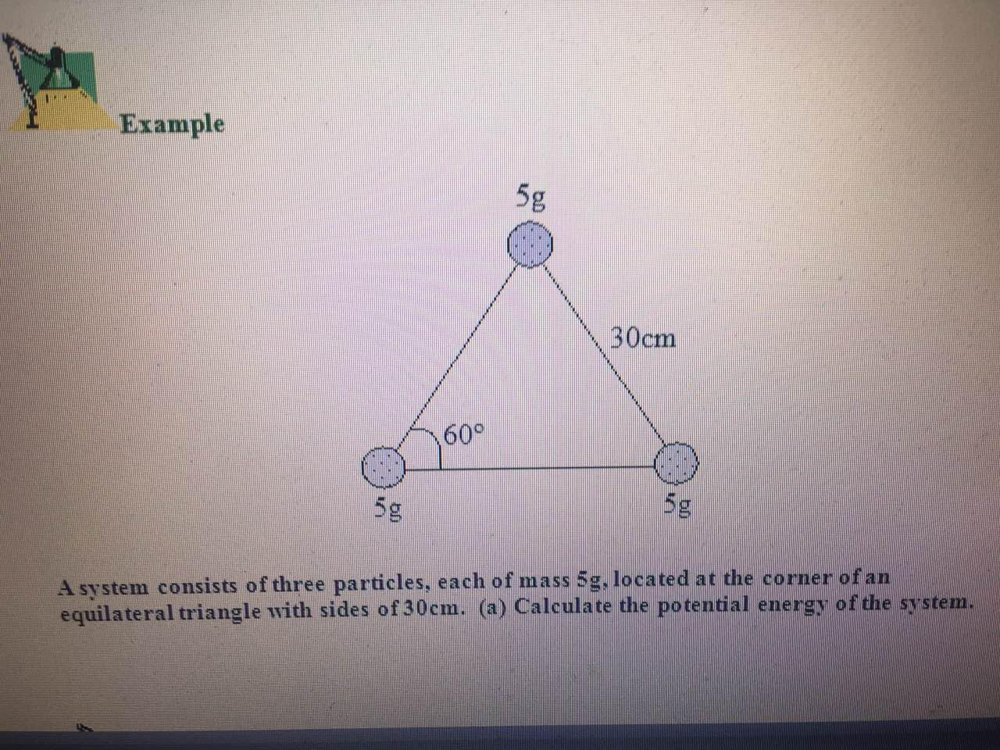 Example
5g
30cm
60°
5g
5g
A system consists of three particles, each of mass 5g, located at the corner of an
equilateral triangle with sides of 30cm. (a) Calculate the potential energy of the system.